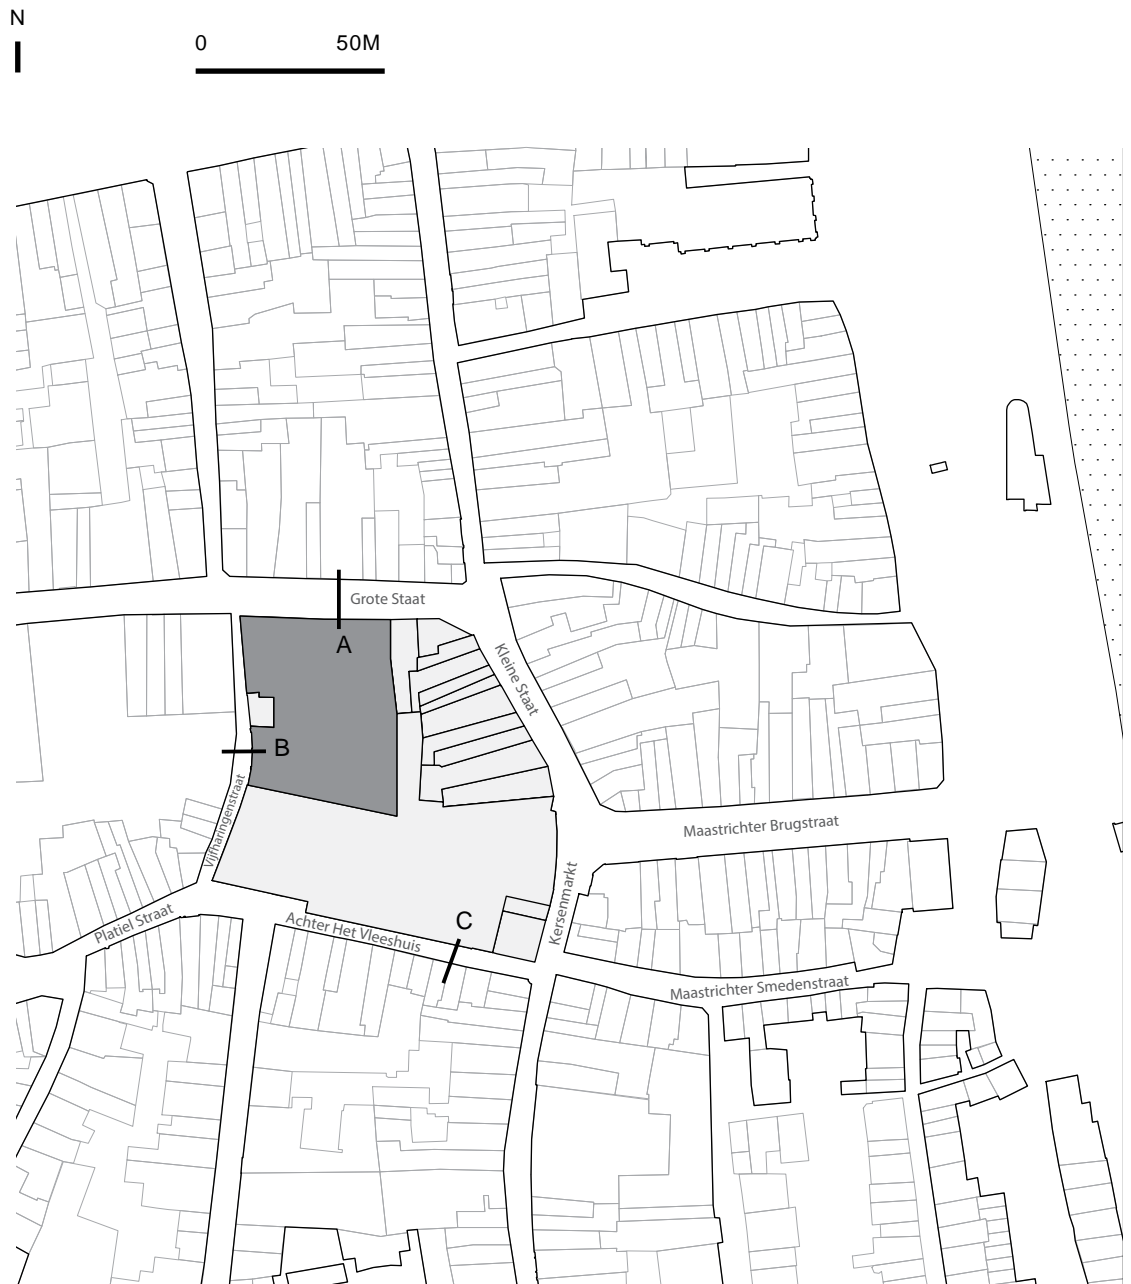 N
0 50M
Grote Staat
A
Kleine Staat
B
Vijfharingenstraat
Maastrichter Brugstraat
Kersenmarkt
Platiel Straat
Achter Het Vleeshuis
C
Maastrichter Smedenstraat